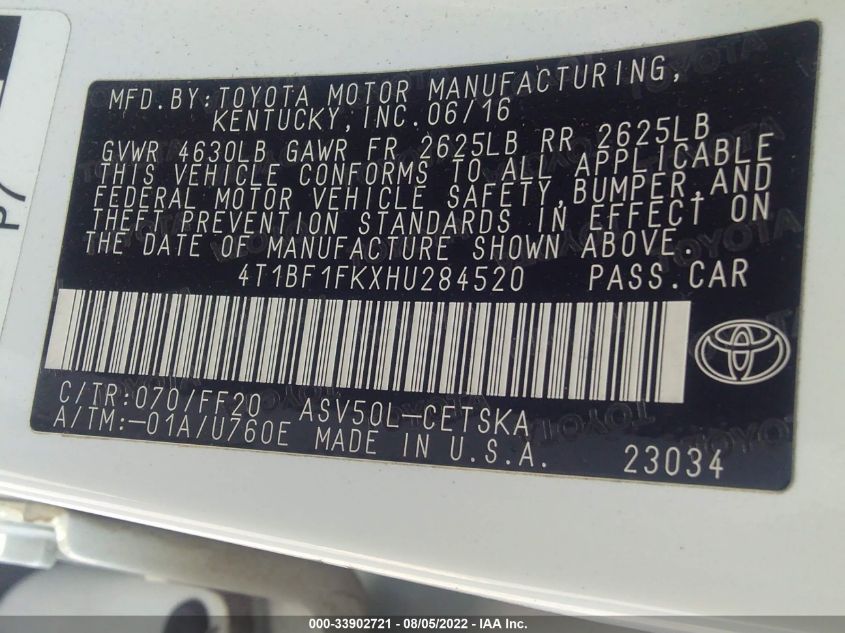 MFD. BY: TOYOTA MOTOR MANUFACTURING,
KENTUCKY, INC. 06/16
GVWR 4630LB GAWR FR 2625LB RR 2625LB
THIS VEHICLE CONFORMS TO ALL APPLICABLE
FEDERAL MOTOR VEHICLE SAFETY, BUMPER, AND
THEFT PREVENTION STANDARDS IN EFFECT ON
THE DATE OF MANUFACTURE SHOWN ABOVE.
4T1BF1FKXHU284520 PASS. CAR
C/TR: 070/FF20 ASV50L-CETSKA
A/TM: -01A/U760E MADE IN U.S.A. 23034
P7
000-33902721 - 08/05/2022 - IAA Inc.